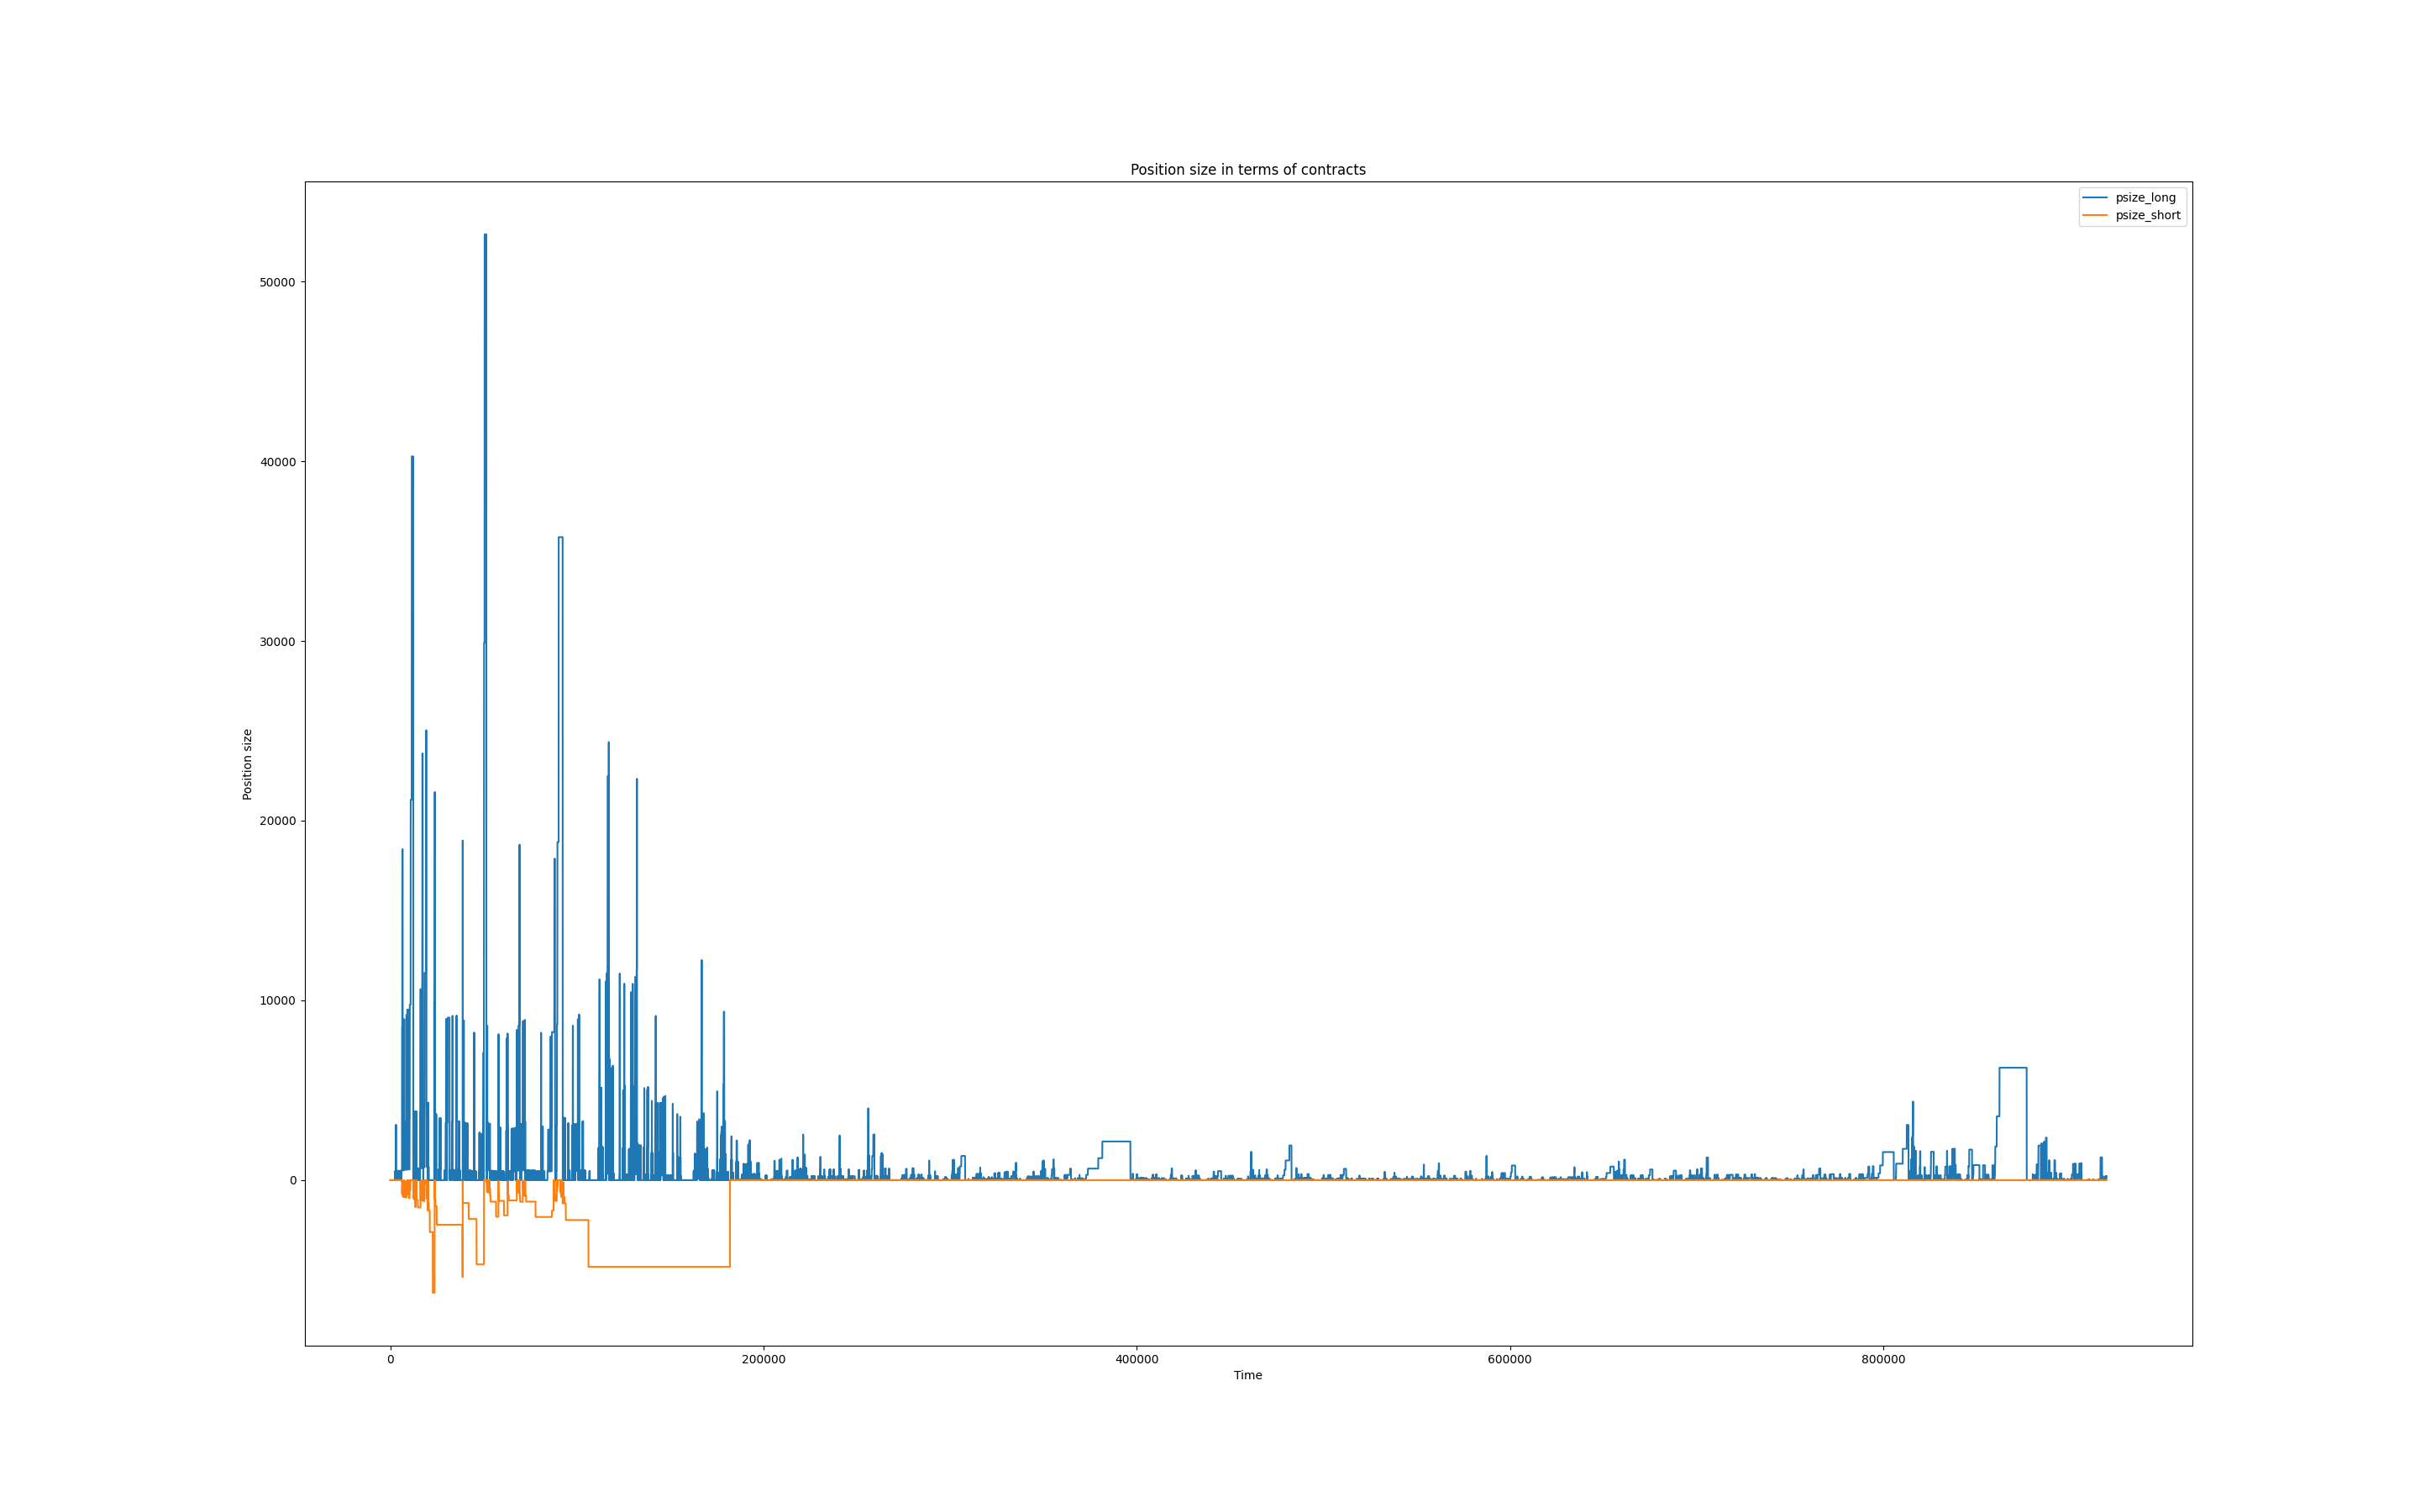 Position size in terms of contracts
psize_long
psize_short
50000
40000
30000
20000
10000
0
Position size
0
200000
400000
600000
800000
Time